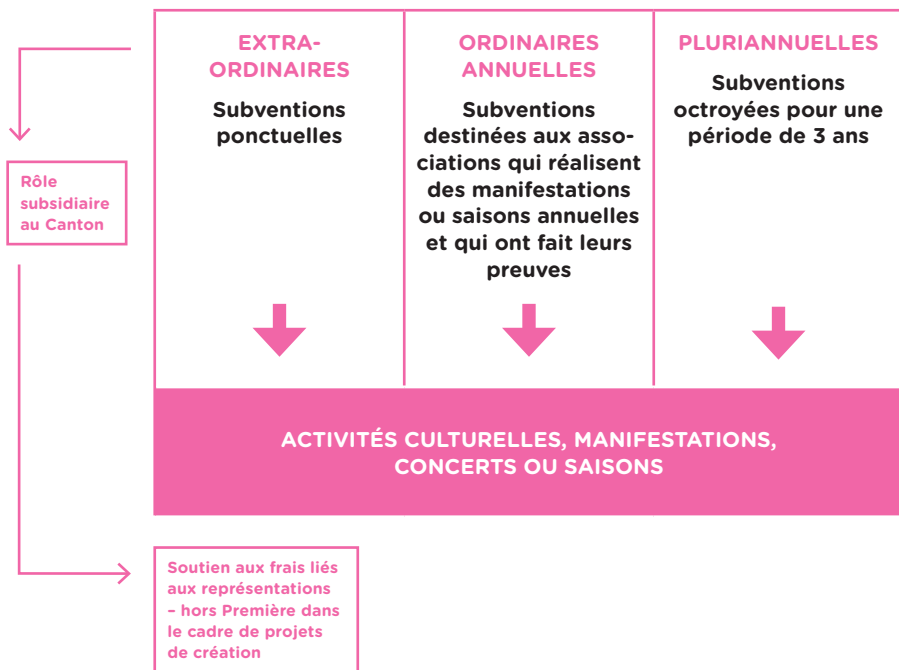 EXTRA-
ORDINAIRES
Subventions
ponctuelles
ORDINAIRES
ANNUELLES
Subventions
destinées aux asso-
ciations qui réalisent
des manifestations
ou saisons annuelles
et qui ont fait leurs
preuves
PLURIANNUELLES
Subventions
octroyées pour une
période de 3 ans
Rôle
subsidiaire
au Canton
ACTIVITÉS CULTURELLES, MANIFESTATIONS,
CONCERTS OU SAISONS
Soutien aux frais liés
aux représentations
– hors Première dans
le cadre de projets
de création